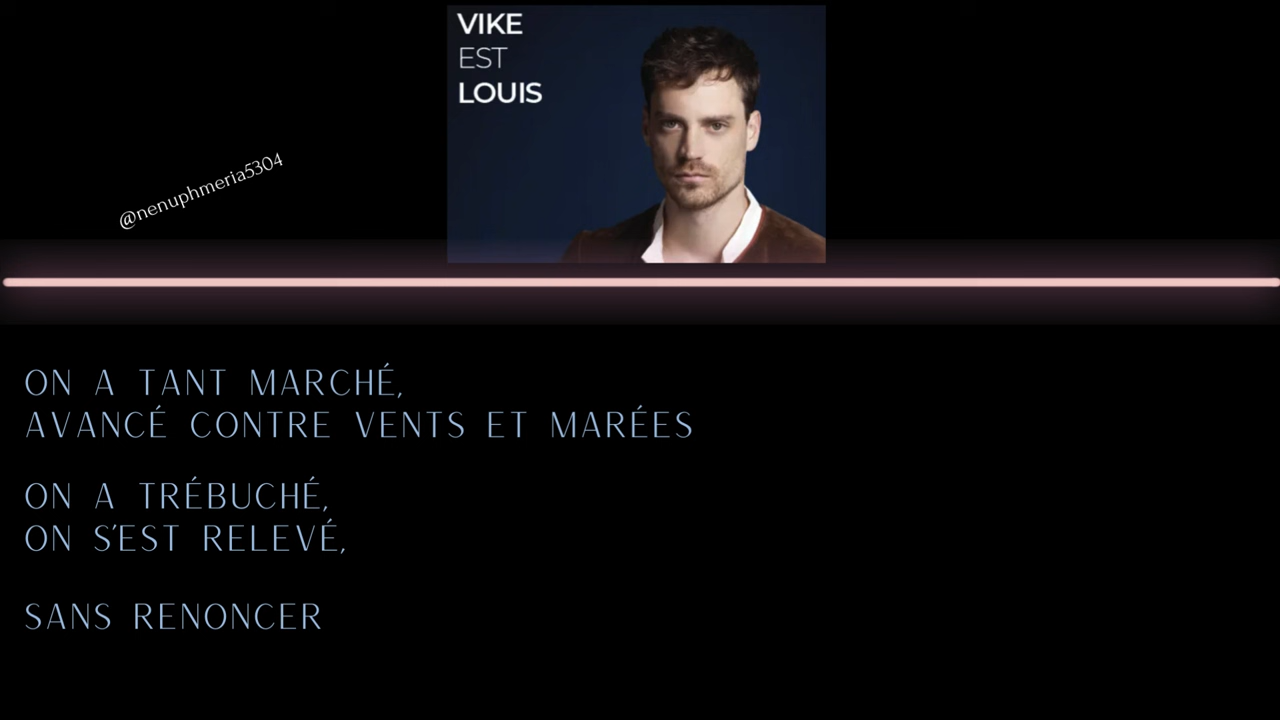 VIKE
EST
LOUIS
@nenuphmeria5304
ON A TANT MARCHÉ,
AVANCÉ CONTRE VENTS ET MARÉES
ON A TRÉBUCHÉ,
ON S'EST RELEVÉ,
SANS RENONCER